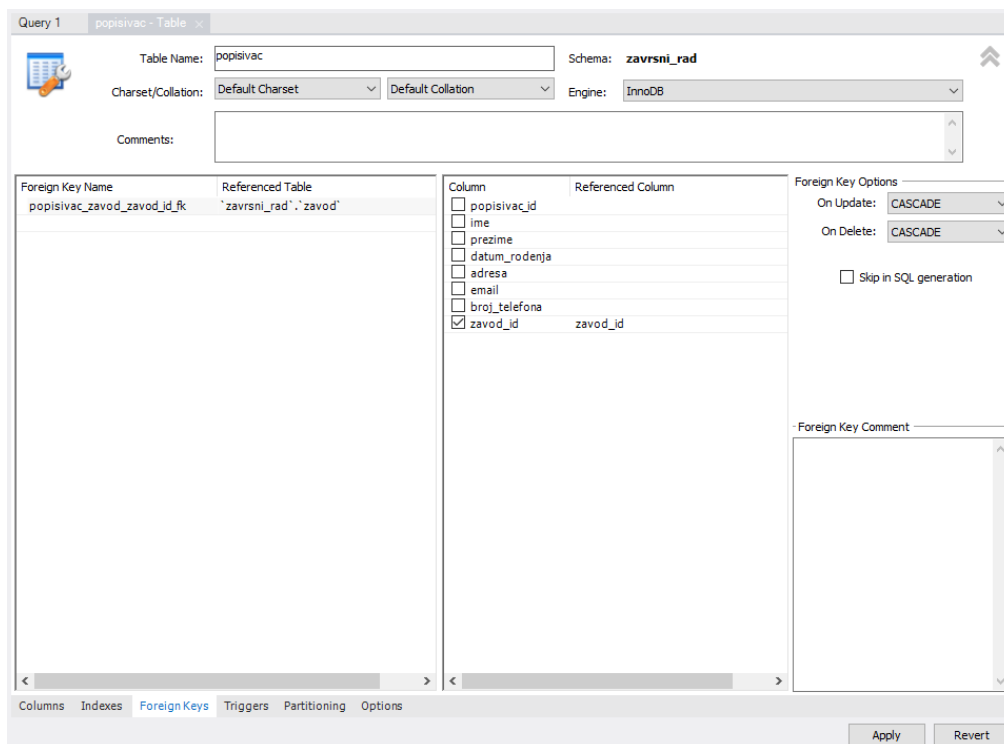 Query 1 popisivac - Table
Table Name: popisivac Schema: zavrsni_rad
Charset/Collation: Default Charset Default Collation Engine: InnoDB
Comments:
Foreign Key Name Referenced Table
popisivac_zavod_zavod_id_fk `zavrsni_rad`.`zavod`
Column Referenced Column
popisivac_id
ime
prezime
datum_rodenja
adresa
email
broj_telefona
zavod_id zavod_id
Foreign Key Options
On Update: CASCADE
On Delete: CASCADE
Skip in SQL generation
Foreign Key Comment
Columns Indexes Foreign Keys Triggers Partitioning Options
Apply Revert